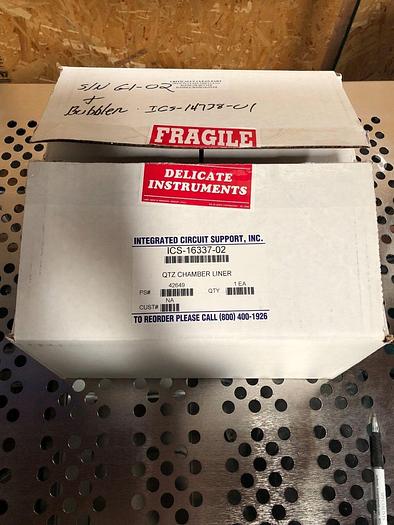 S/N G1-02
+
Bubbler ICS-14778-01
FRAGILE
DELICATE
INSTRUMENTS
INTEGRATED CIRCUIT SUPPORT, INC.
ICS-16337-02
QTZ CHAMBER LINER
PS# 42649 QTY 1 EA
CUST# NA
TO REORDER PLEASE CALL (800) 400-1926